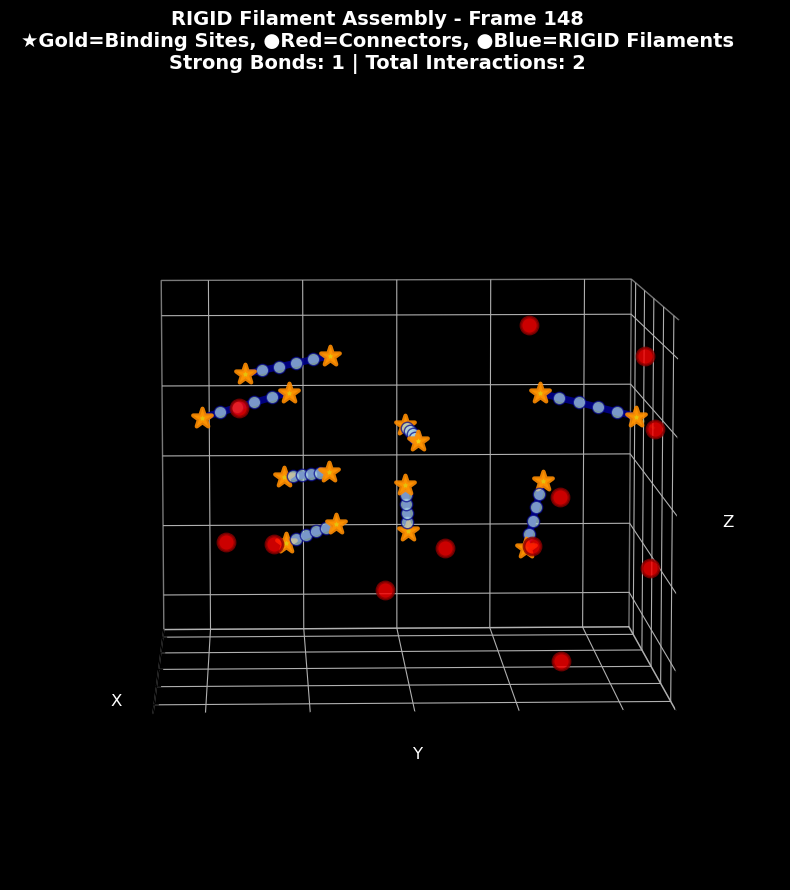 RIGID Filament Assembly - Frame 148
★Gold=Binding Sites, ●Red=Connectors, ●Blue=RIGID Filaments
Strong Bonds: 1 | Total Interactions: 2
Z
X
Y